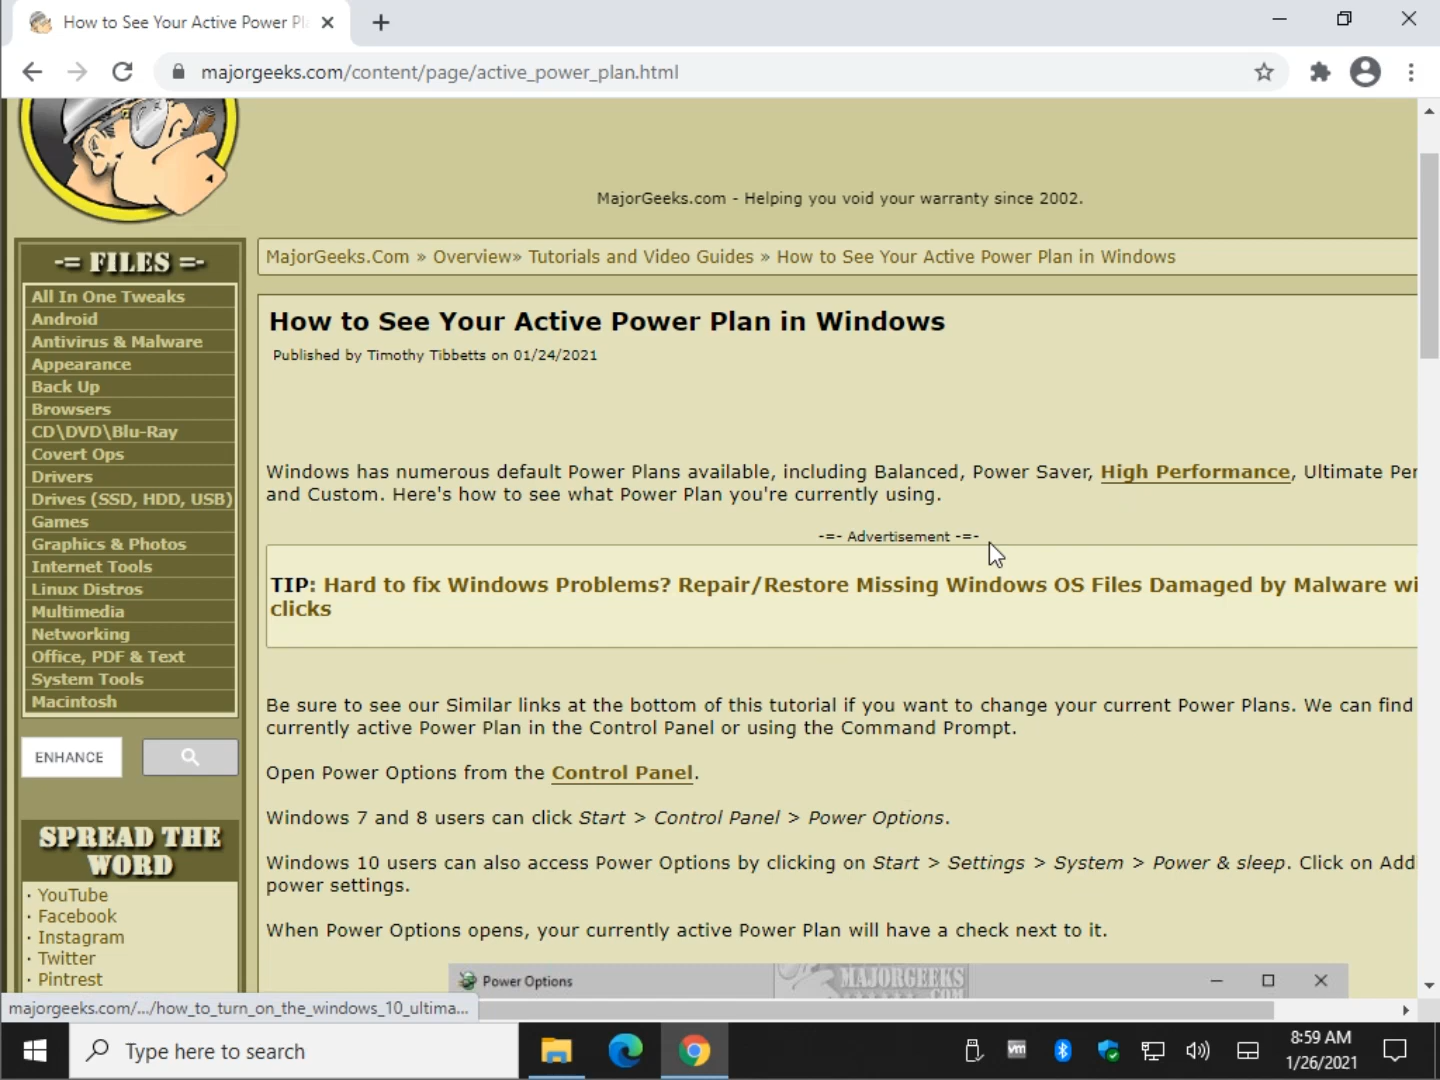 How to See Your Active Power Pl
majorgeeks.com/content/page/active_power_plan.html
MajorGeeks.com - Helping you void your warranty since 2002.
-= FILES =-
All In One Tweaks
Android
Antivirus & Malware
Appearance
Back Up
Browsers
CD\DVD\Blu-Ray
Covert Ops
Drivers
Drives (SSD, HDD, USB)
Games
Graphics & Photos
Internet Tools
Linux Distros
Multimedia
Networking
Office, PDF & Text
System Tools
Macintosh
ENHANCE
SPREAD THE
WORD
· YouTube
· Facebook
· Instagram
· Twitter
· Pintrest
MajorGeeks.Com » Overview» Tutorials and Video Guides » How to See Your Active Power Plan in Windows
How to See Your Active Power Plan in Windows
Published by Timothy Tibbetts on 01/24/2021
Windows has numerous default Power Plans available, including Balanced, Power Saver, High Performance, Ultimate Per
and Custom. Here's how to see what Power Plan you're currently using.
-=- Advertisement -=-
TIP: Hard to fix Windows Problems? Repair/Restore Missing Windows OS Files Damaged by Malware wi
clicks
Be sure to see our Similar links at the bottom of this tutorial if you want to change your current Power Plans. We can find
currently active Power Plan in the Control Panel or using the Command Prompt.
Open Power Options from the Control Panel.
Windows 7 and 8 users can click Start > Control Panel > Power Options.
Windows 10 users can also access Power Options by clicking on Start > Settings > System > Power & sleep. Click on Add
power settings.
When Power Options opens, your currently active Power Plan will have a check next to it.
Power Options
MAJORGEEKS
.COM
majorgeeks.com/.../how_to_turn_on_the_windows_10_ultima...
Type here to search
vm
8:59 AM
1/26/2021